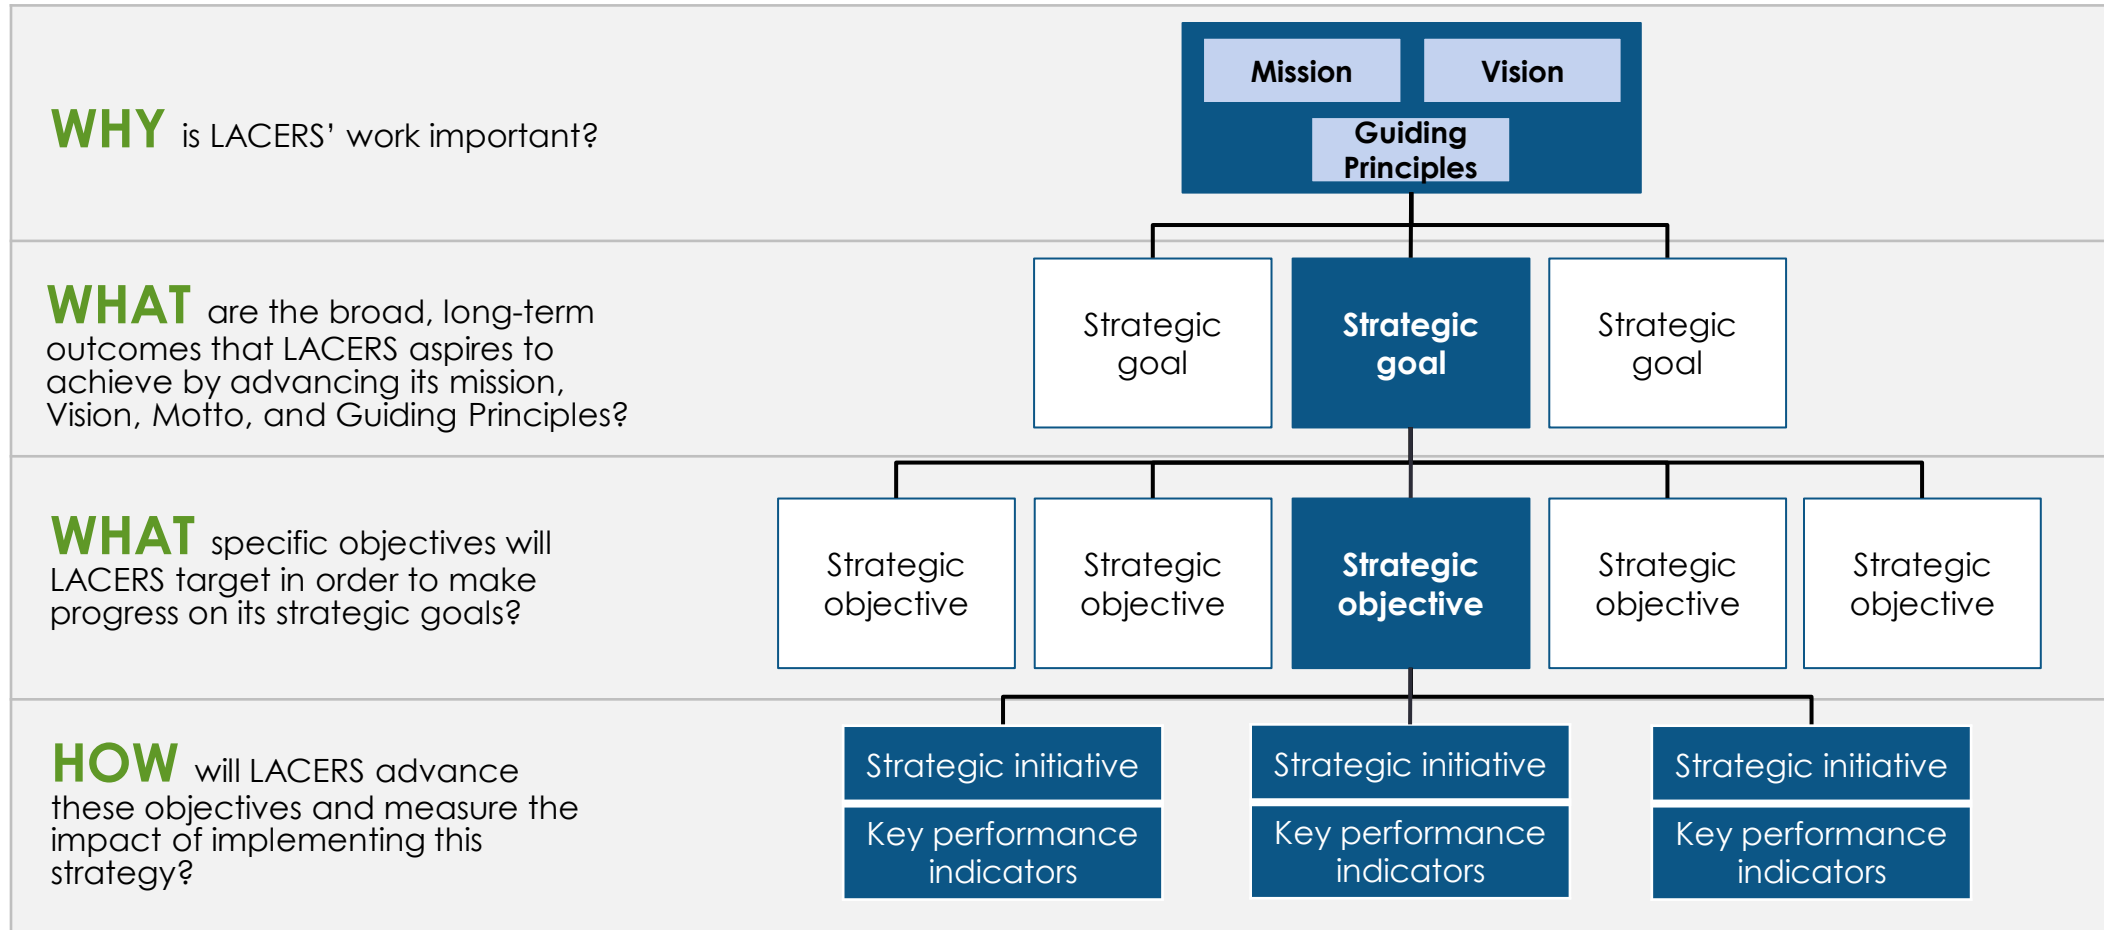 WHY is LACERS’ work important?
Mission
Vision
Guiding
Principles
WHAT are the broad, long-term
outcomes that LACERS aspires to
achieve by advancing its mission,
Vision, Motto, and Guiding Principles?
Strategic
goal
Strategic
goal
Strategic
goal
WHAT specific objectives will
LACERS target in order to make
progress on its strategic goals?
Strategic
objective
Strategic
objective
Strategic
objective
Strategic
objective
Strategic
objective
HOW will LACERS advance
these objectives and measure the
impact of implementing this
strategy?
Strategic initiative
Key performance
indicators
Strategic initiative
Key performance
indicators
Strategic initiative
Key performance
indicators